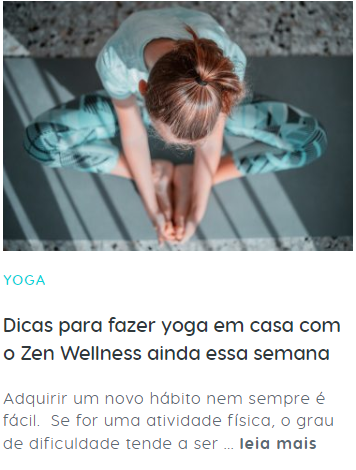 YOGA
Dicas para fazer yoga em casa com
o Zen Wellness ainda essa semana
Adquirir um novo hábito nem sempre é
fácil.  Se for uma atividade física, o grau
de dificuldade tende a ser ... leia mais